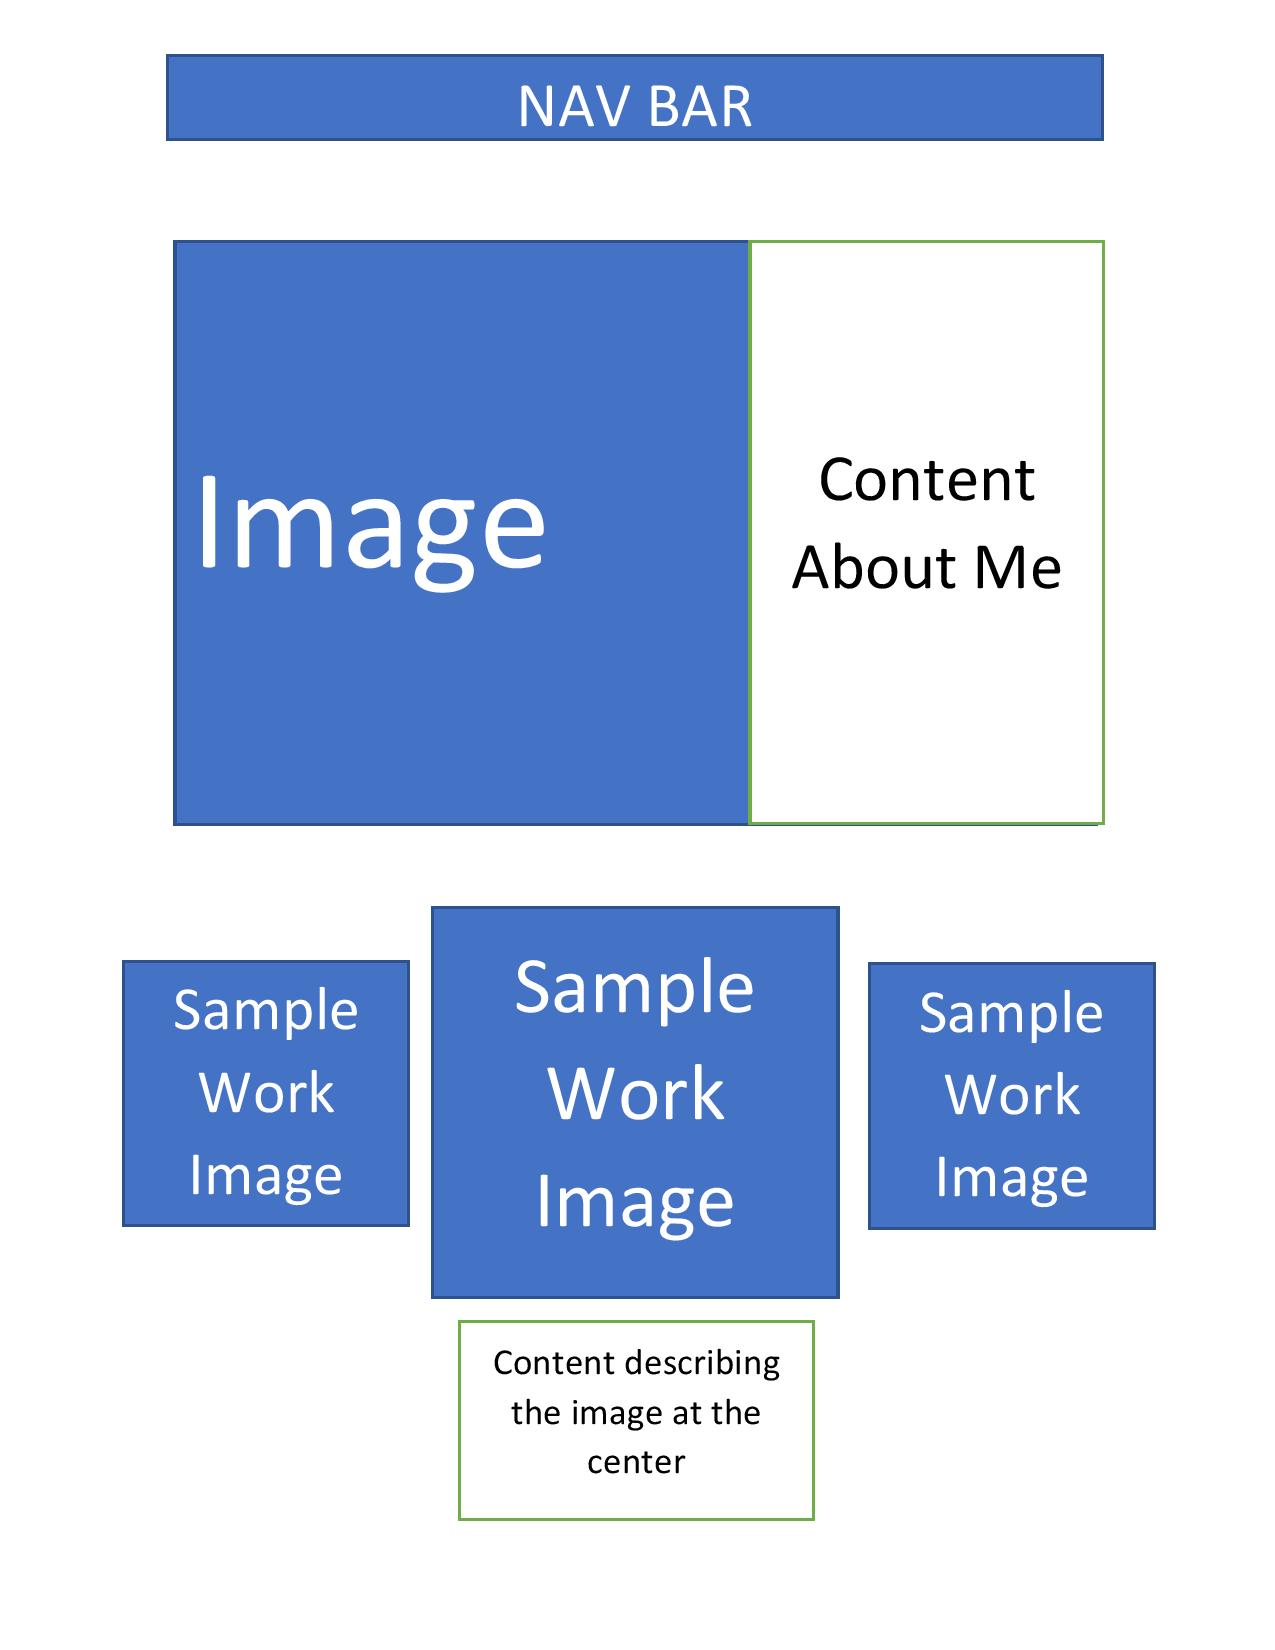 NAV BAR
Image
Content
About Me
Sample
Work
Image
Sample
Work
Image
Sample
Work
Image
Content describing
the image at the
center